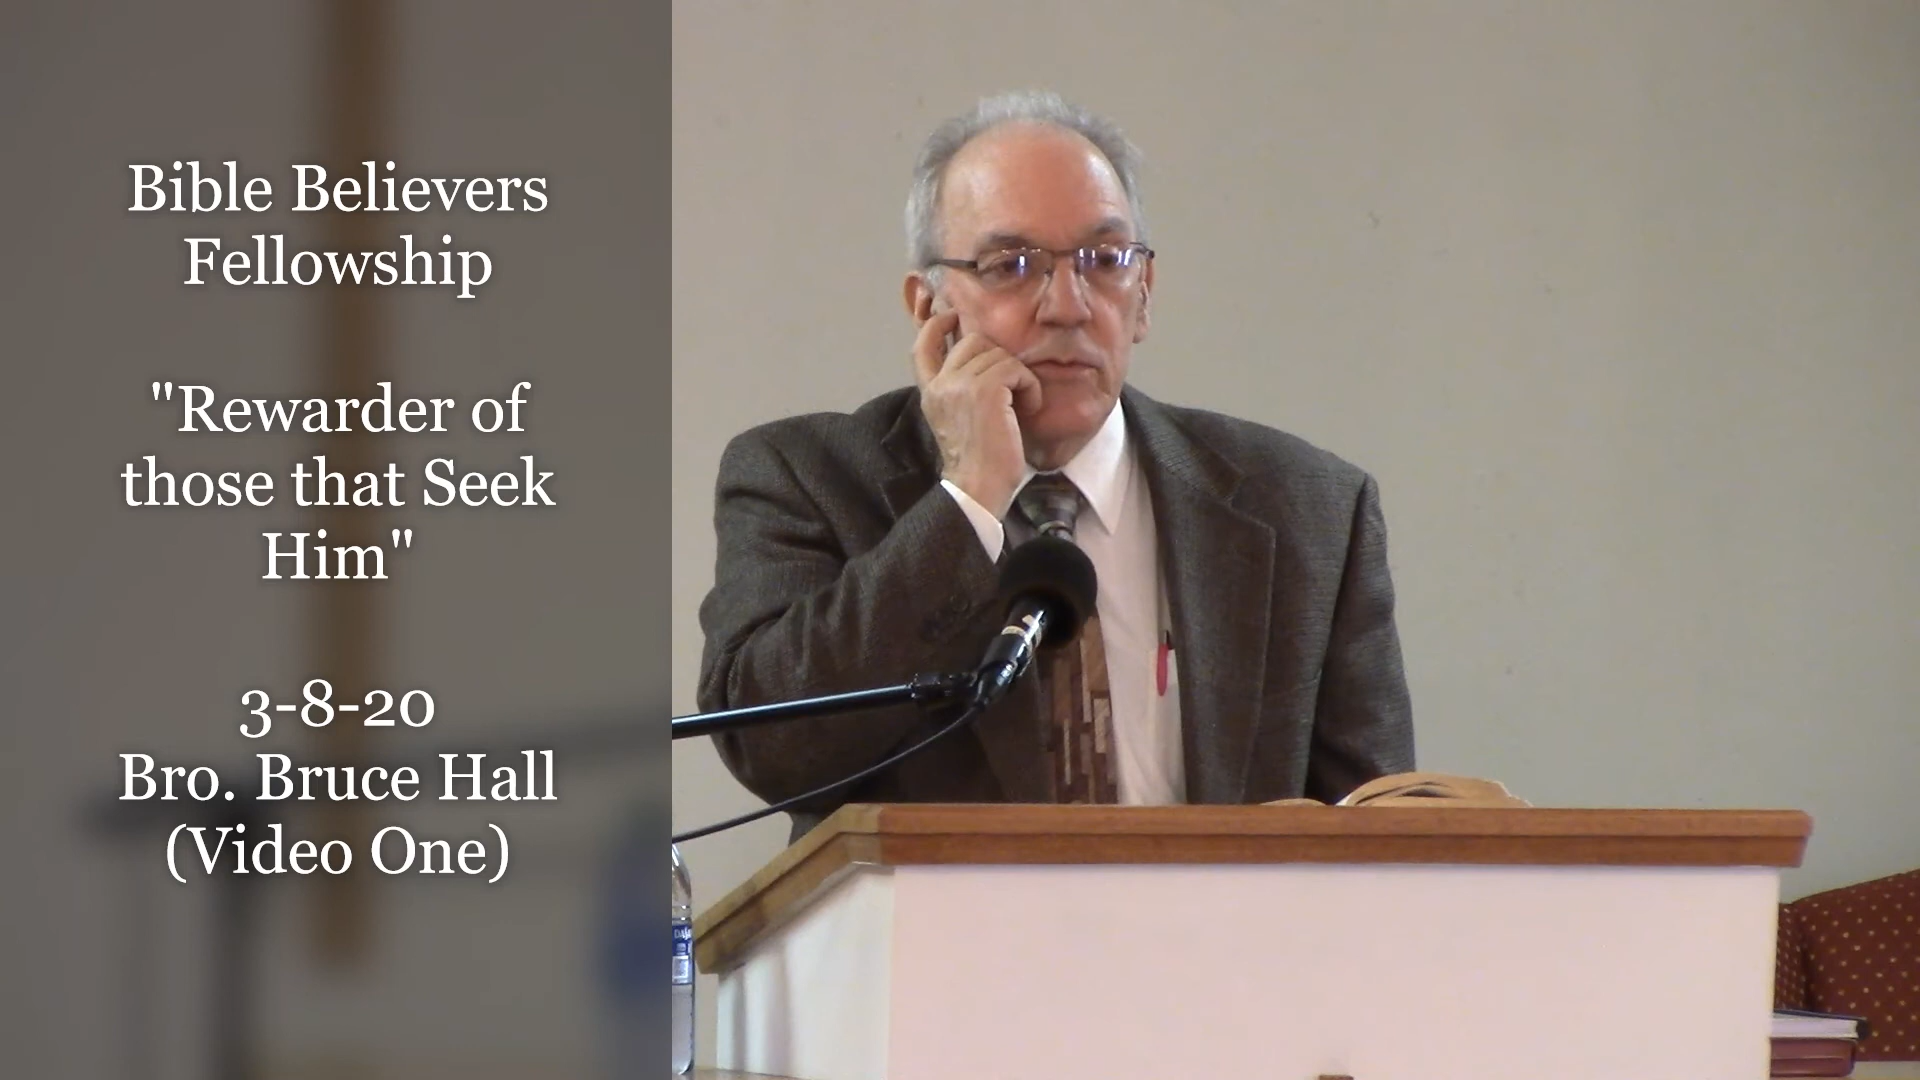 Bible Believers
Fellowship
"Rewarder of
those that Seek
Him"
3-8-20
Bro. Bruce Hall
(Video One)